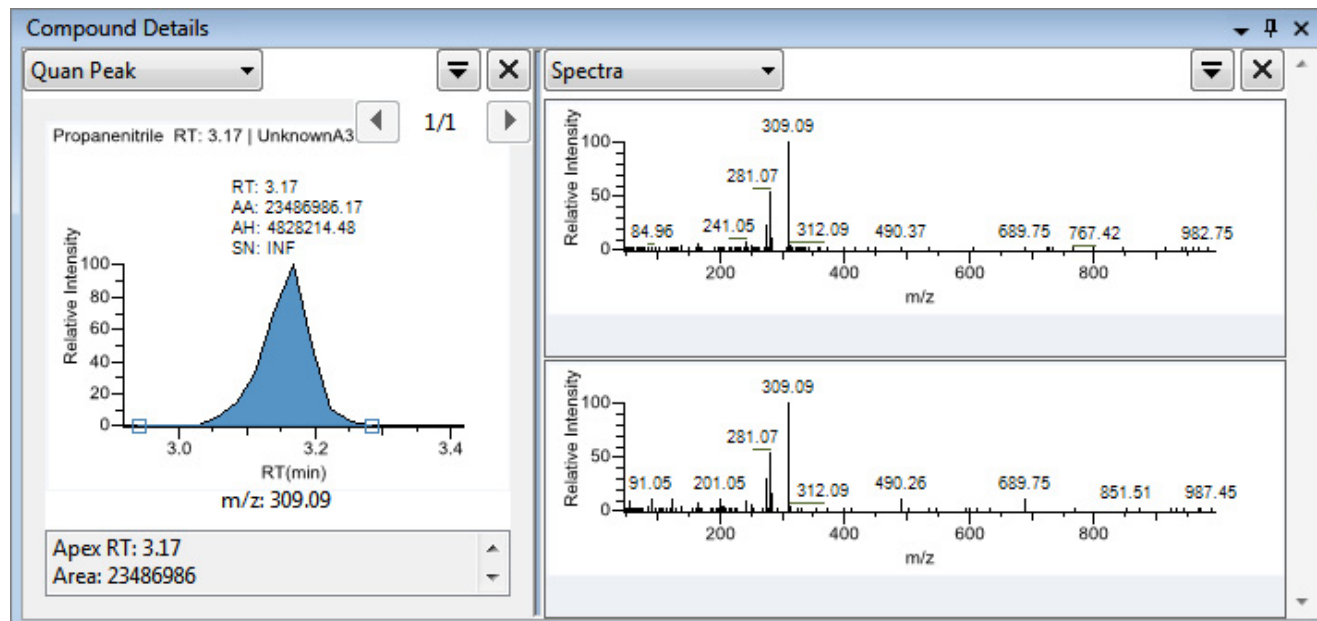 Compound Details
Quan Peak
1/1
Propanenitrile RT: 3.17 | UnknownA3
RT: 3.17
AA: 23486986.17
AH: 4828214.48
SN: INF
Relative Intensity
100
80
60
40
20
0
3.0 3.2 3.4
RT(min)
m/z: 309.09
Apex RT: 3.17
Area: 23486986
Spectra
Relative Intensity
100
50
0
309.09
281.07
84.96 241.05 312.09 490.37 689.75 767.42 982.75
200 400 600 800
m/z
Relative Intensity
100
50
0
309.09
281.07
91.05 201.05 312.09 490.26 689.75 851.51 987.45
200 400 600 800
m/z